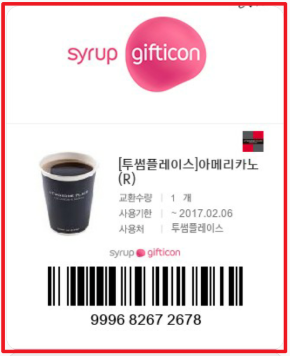 syrup gifticon
[투썸플레이스]아메리카노
(R)
교환수량 | 1 개
사용기한 | ~ 2017.02.06
사용처 | 투썸플레이스
syrup gifticon
9996 8267 2678